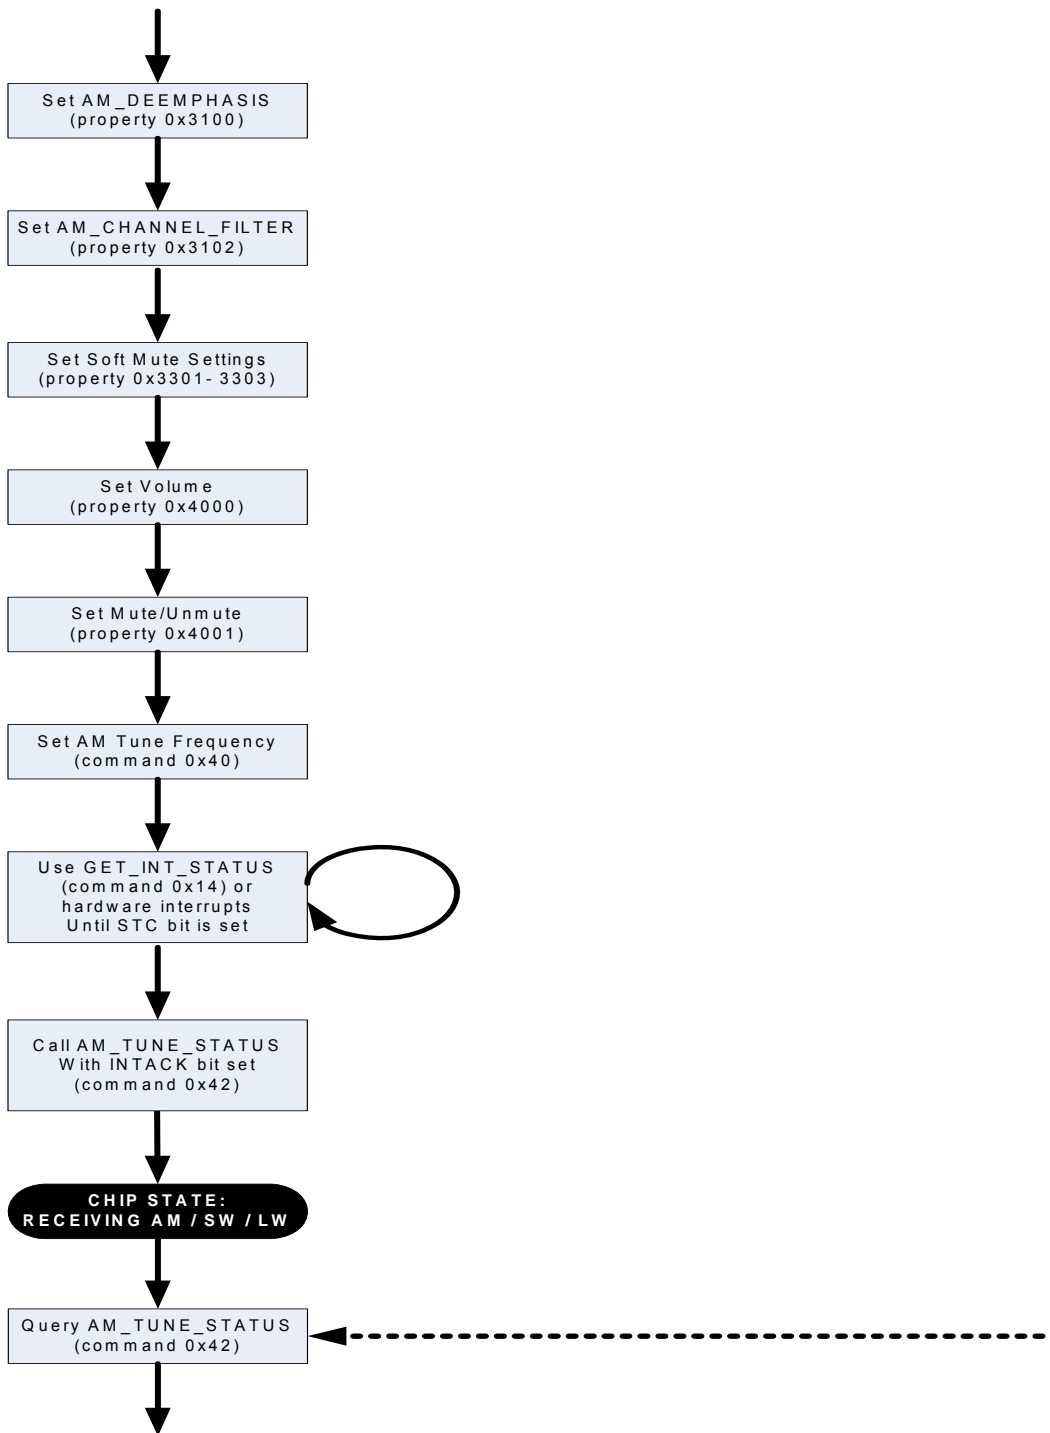 Set AM_DEEMPHASIS
(property 0x3100)
Set AM_CHANNEL_FILTER
(property 0x3102)
Set Soft Mute Settings
(property 0x3301- 3303)
Set Volume
(property 0x4000)
Set Mute/Unmute
(property 0x4001)
Set AM Tune Frequency
(command 0x40)
Use GET_INT_STATUS
(command 0x14) or
hardware interrupts
Until STC bit is set
Call AM_TUNE_STATUS
With INTACK bit set
(command 0x42)
CHIP STATE:
RECEIVING AM / SW / LW
Query AM_TUNE_STATUS
(command 0x42)